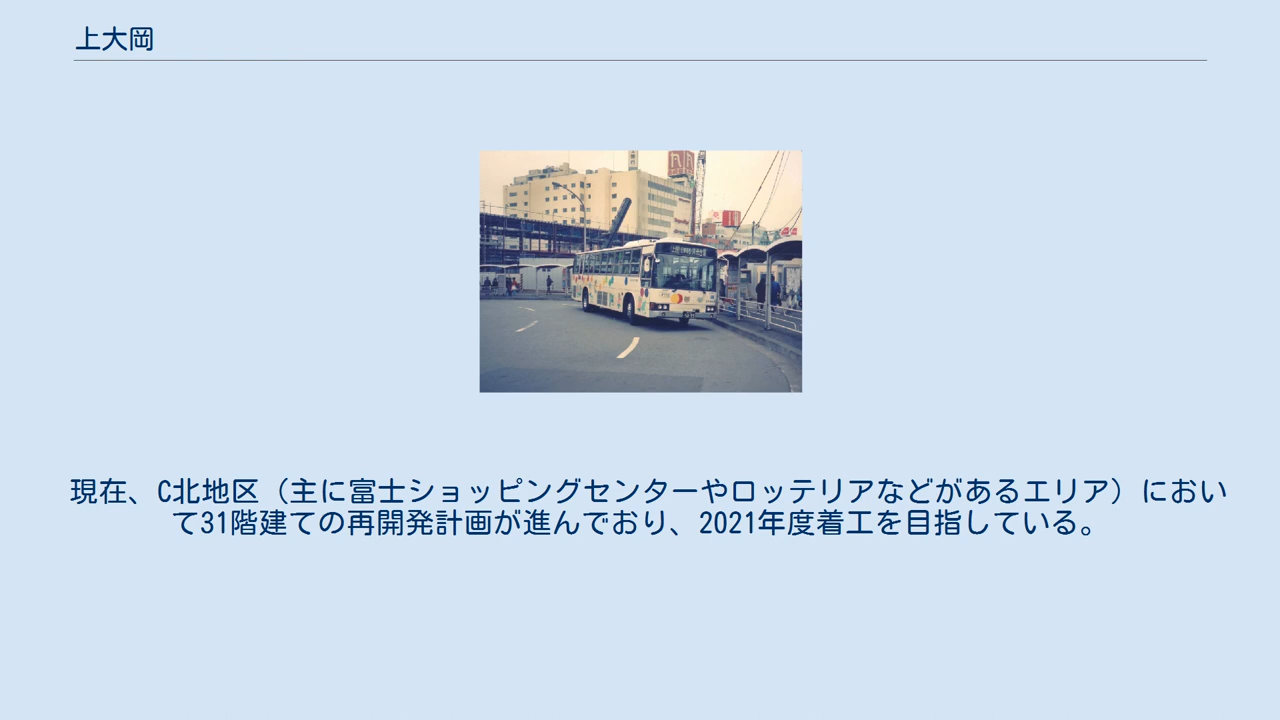 上大岡
現在、C北地区（主に富士ショッピングセンターやロッテリアなどがあるエリア）におい
て31階建ての再開発計画が進んでおり、2021年度着工を目指している。